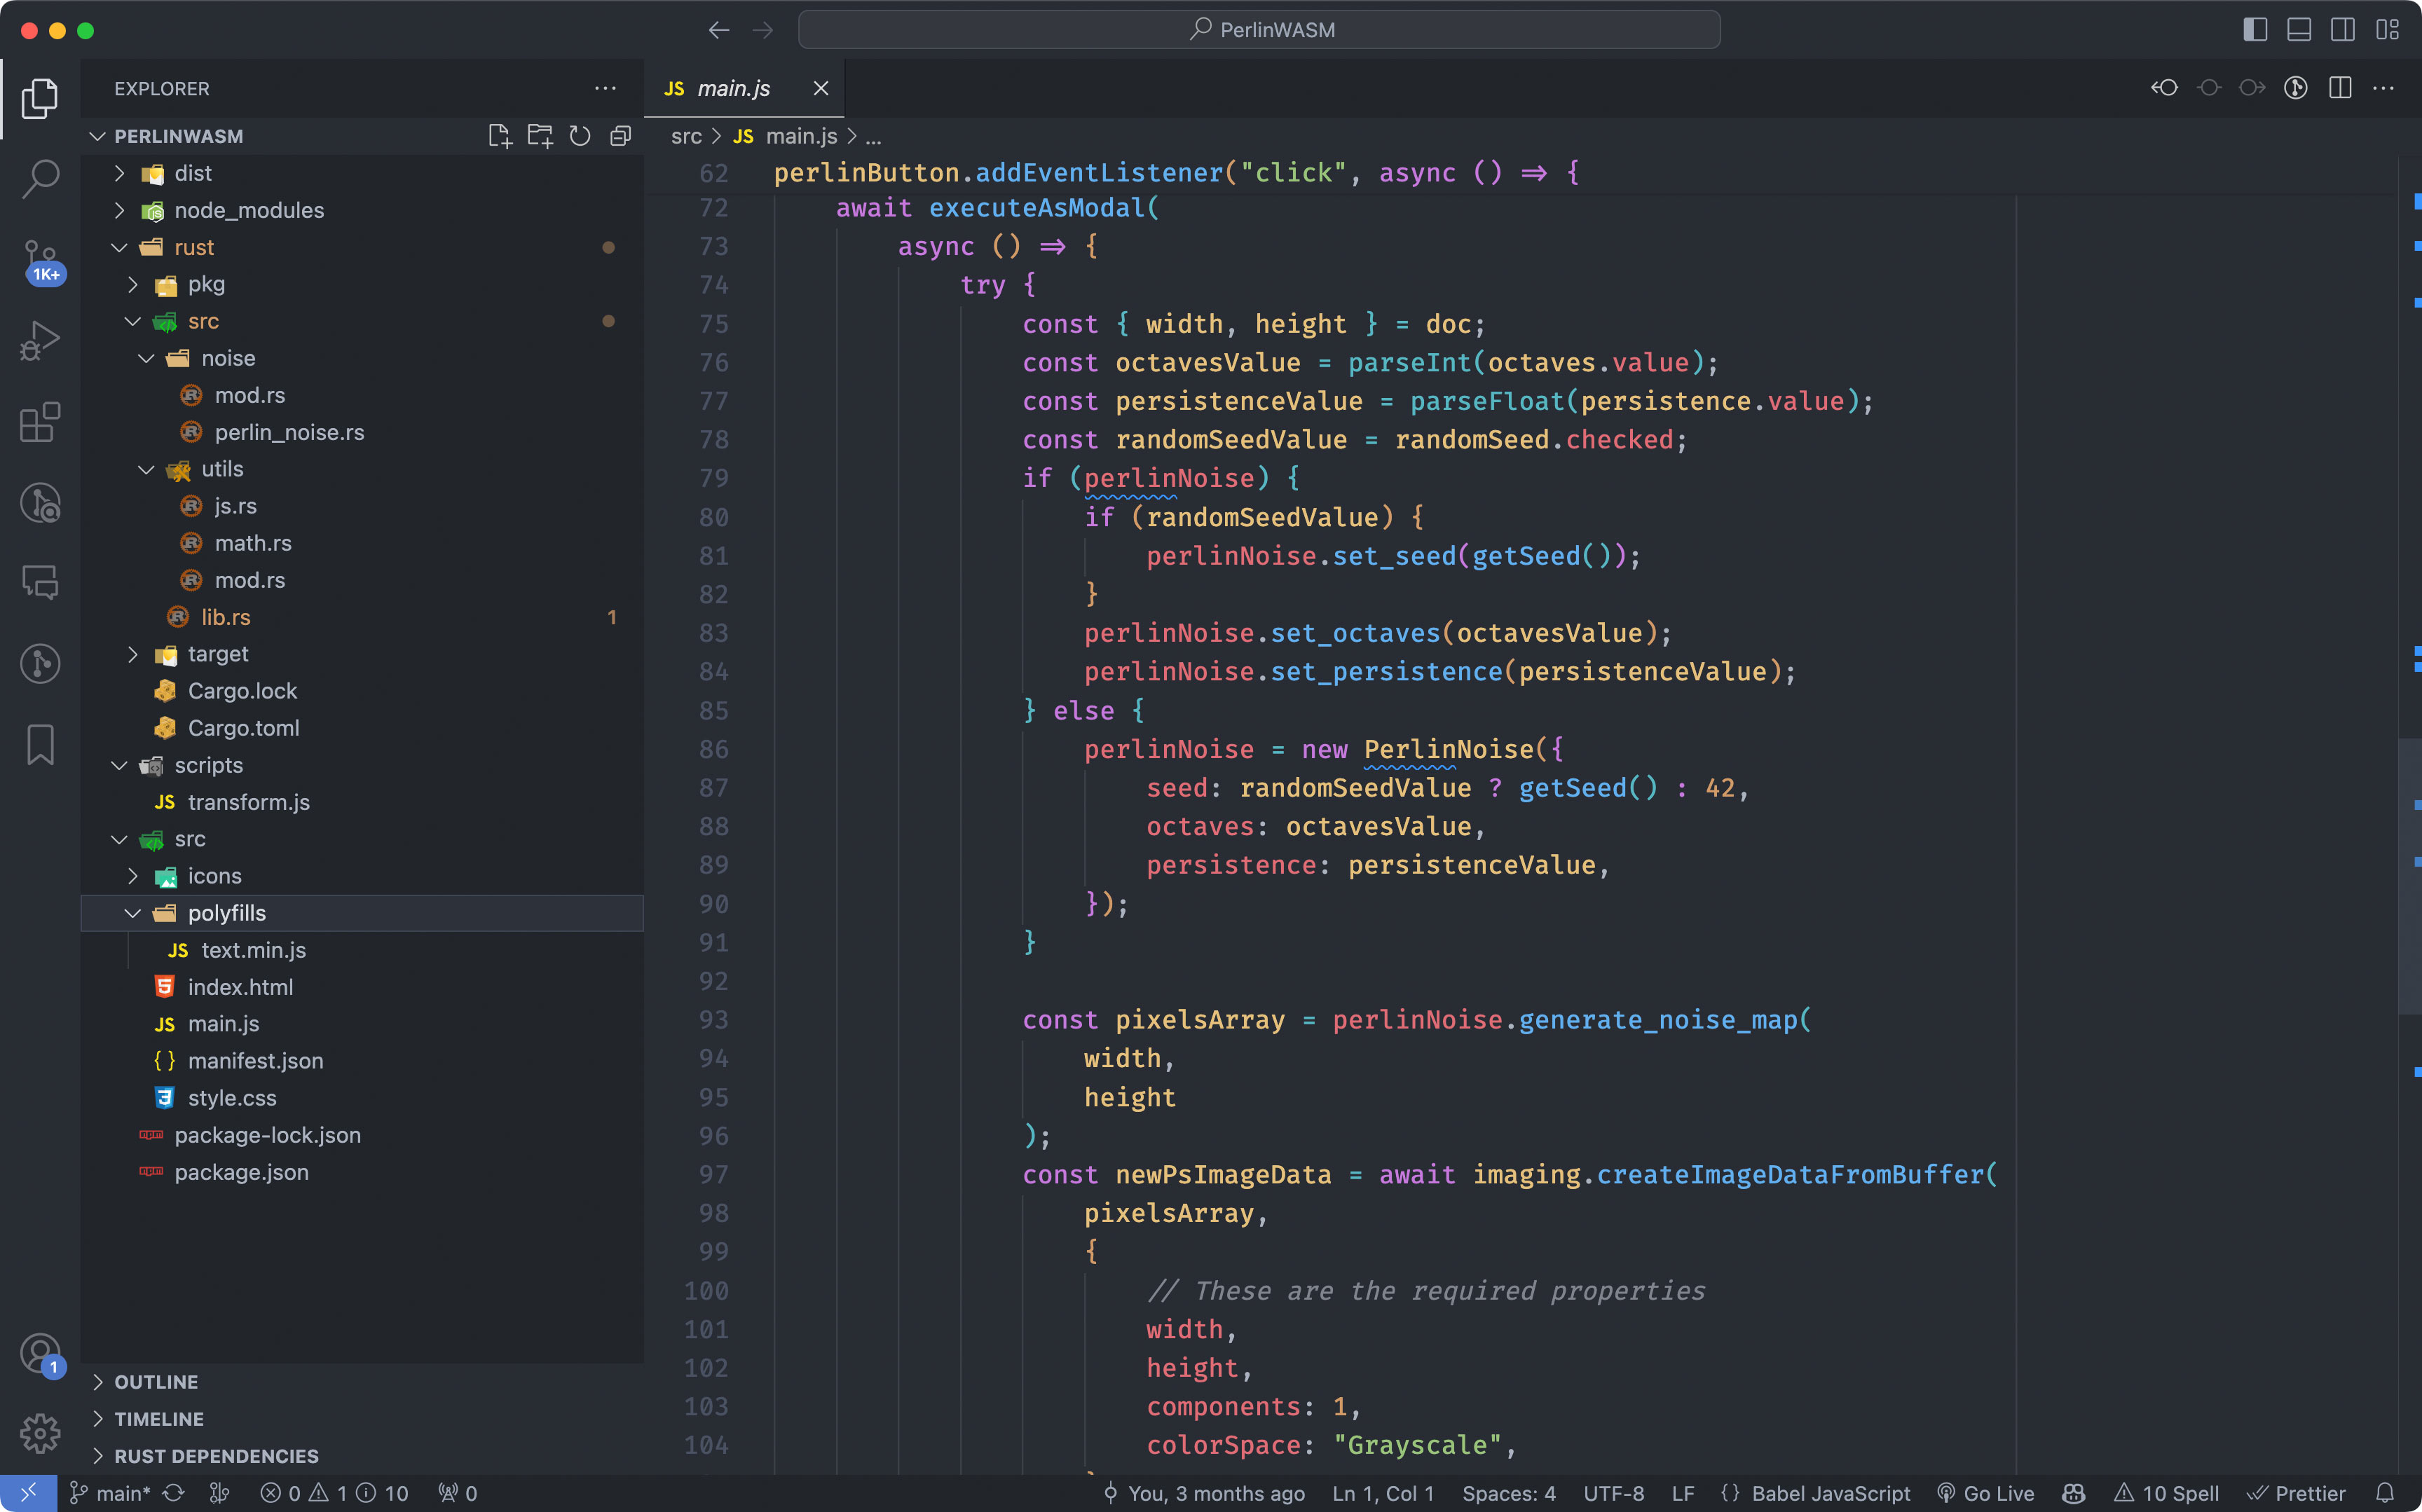 PerlinWASM
EXPLORER
PERLINWASM
dist
node_modules
rust
pkg
src
noise
mod.rs
perlin_noise.rs
utils
js.rs
math.rs
mod.rs
lib.rs 1
target
Cargo.lock
Cargo.toml
scripts
JS transform.js
src
icons
polyfills
JS text.min.js
index.html
JS main.js
{ } manifest.json
style.css
package-lock.json
package.json
OUTLINE
TIMELINE
RUST DEPENDENCIES
1K+
1
JS main.js
src > JS main.js > ...
62 perlinButton.addEventListener("click", async () => {
72 await executeAsModal(
73 async () => {
74 try {
75 const { width, height } = doc;
76 const octavesValue = parseInt(octaves.value);
77 const persistenceValue = parseFloat(persistence.value);
78 const randomSeedValue = randomSeed.checked;
79 if (perlinNoise) {
80 if (randomSeedValue) {
81 perlinNoise.set_seed(getSeed());
82 }
83 perlinNoise.set_octaves(octavesValue);
84 perlinNoise.set_persistence(persistenceValue);
85 } else {
86 perlinNoise = new PerlinNoise({
87 seed: randomSeedValue ? getSeed() : 42,
88 octaves: octavesValue,
89 persistence: persistenceValue,
90 });
91 }
92
93 const pixelsArray = perlinNoise.generate_noise_map(
94 width,
95 height
96 );
97 const newPsImageData = await imaging.createImageDataFromBuffer(
98 pixelsArray,
99 {
100 // These are the required properties
101 width,
102 height,
103 components: 1,
104 colorSpace: "Grayscale",
main* 0 1 10 0 You, 3 months ago Ln 1, Col 1 Spaces: 4 UTF-8 LF { } Babel JavaScript Go Live 10 Spell Prettier